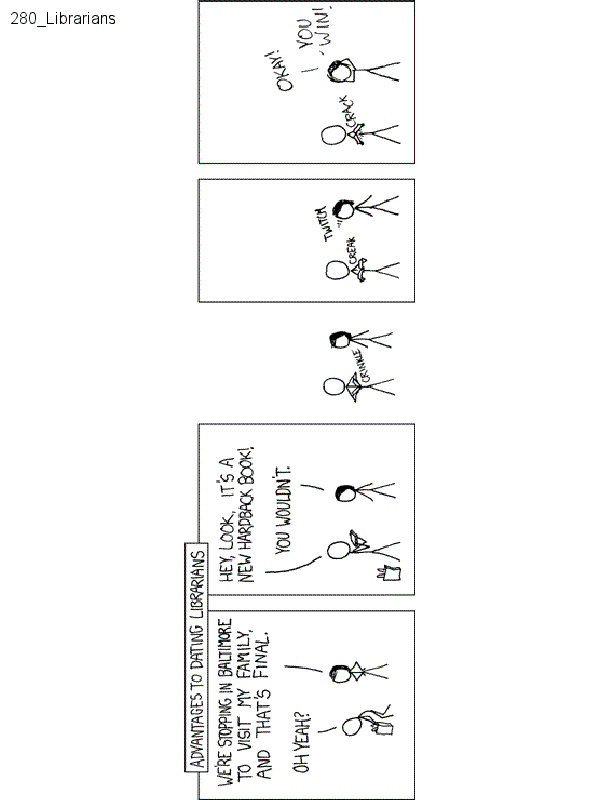 280_Librarians
ADVANTAGES TO DATING LIBRARIANS
WE'RE STOPPING IN BALTIMORE
TO VISIT MY FAMILY,
AND THAT'S FINAL.
OH YEAH?
HEY, LOOK, IT'S A
NEW HARDBACK BOOK!
YOU WOULDN'T.
CRINKLE
TWITCH
CREAK
OKAY!
YOU
WIN!
CRACK